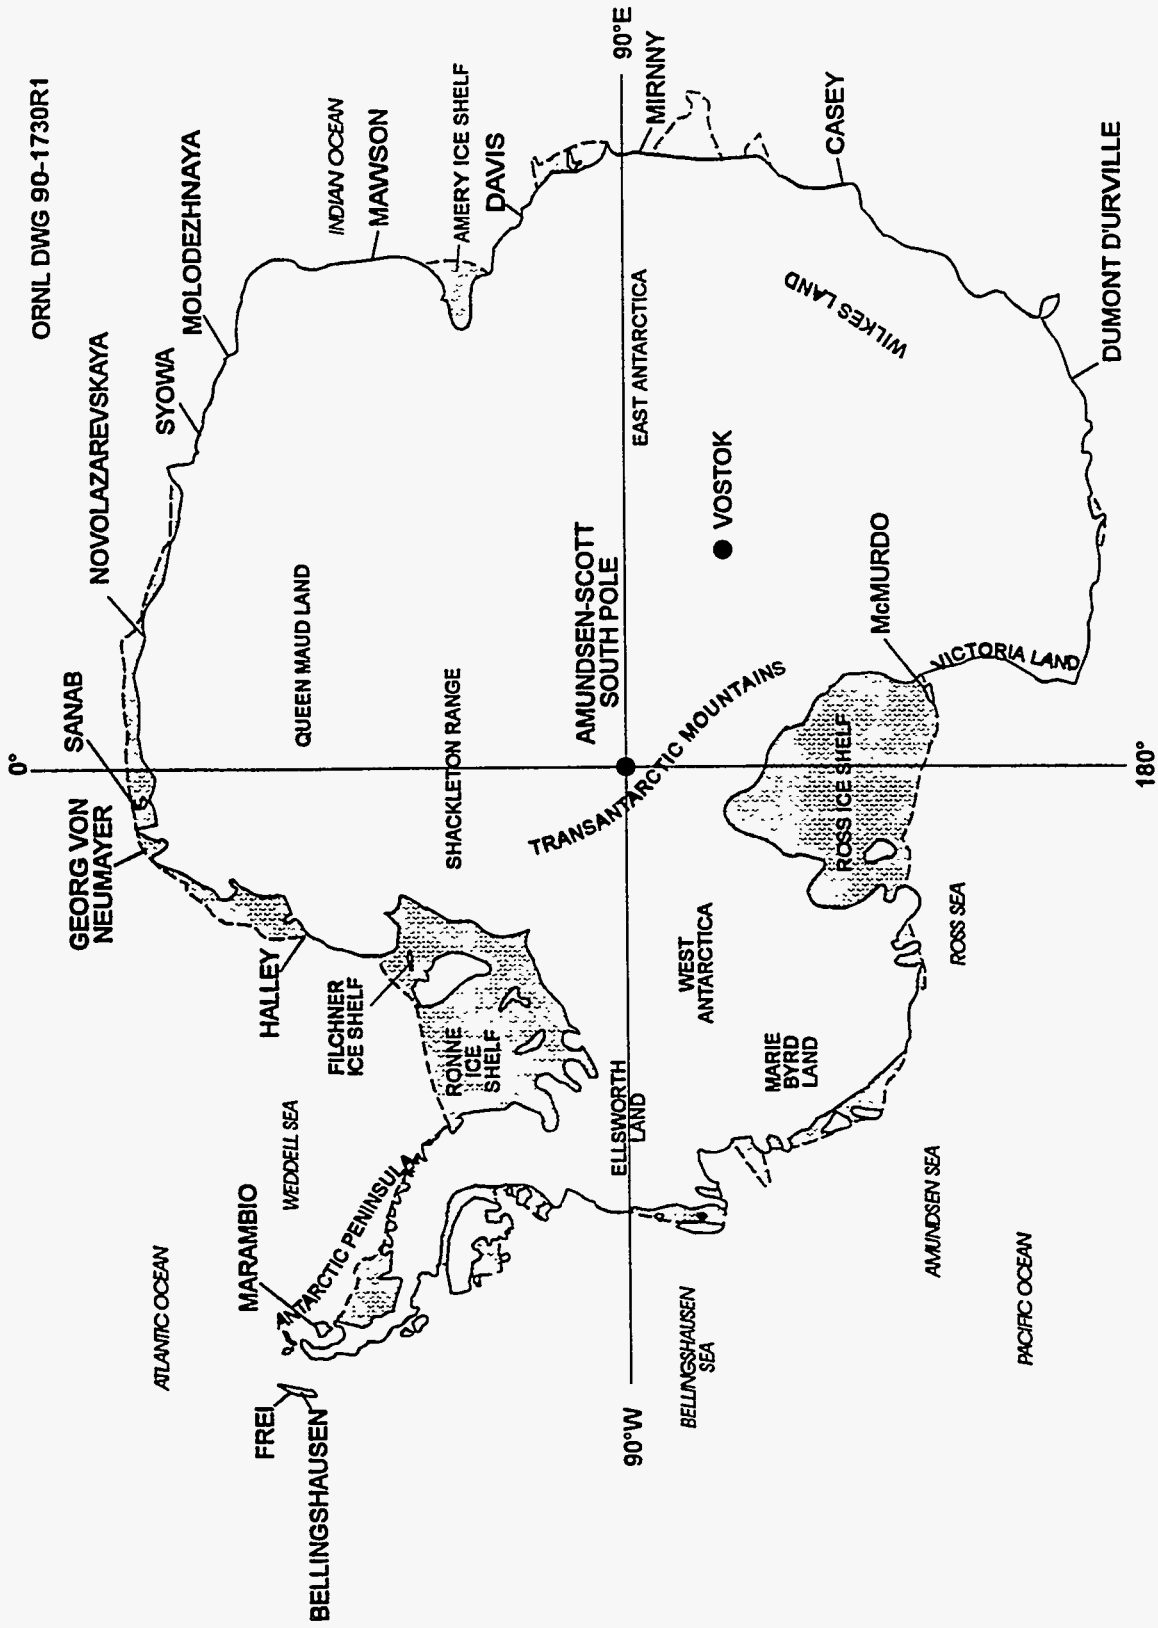 ORNL DWG 90-1730R1
0°
90°E
180°
90°W
GEORG VON
NEUMAYER
SANAB
NOVOLAZAREVSKAYA
SYOWA
MOLODEZHNAYA
INDIAN OCEAN
MAWSON
AMERY ICE SHELF
DAVIS
MIRNNY
CASEY
DUMONT D'URVILLE
WILKES LAND
EAST ANTARCTICA
VOSTOK
QUEEN MAUD LAND
SHACKLETON RANGE
AMUNDSEN-SCOTT
SOUTH POLE
TRANSANTARCTIC MOUNTAINS
McMURDO
VICTORIA LAND
ROSS ICE SHELF
ROSS SEA
WEST
ANTARCTICA
MARIE
BYRD
LAND
ELLSWORTH
LAND
HALLEY
FILCHNER
ICE SHELF
RONNE
ICE
SHELF
WEDDELL SEA
ANTARCTIC PENINSULA
MARAMBIO
ATLANTIC OCEAN
FREI
BELLINGSHAUSEN
BELLINGSHAUSEN
SEA
AMUNDSEN SEA
PACIFIC OCEAN